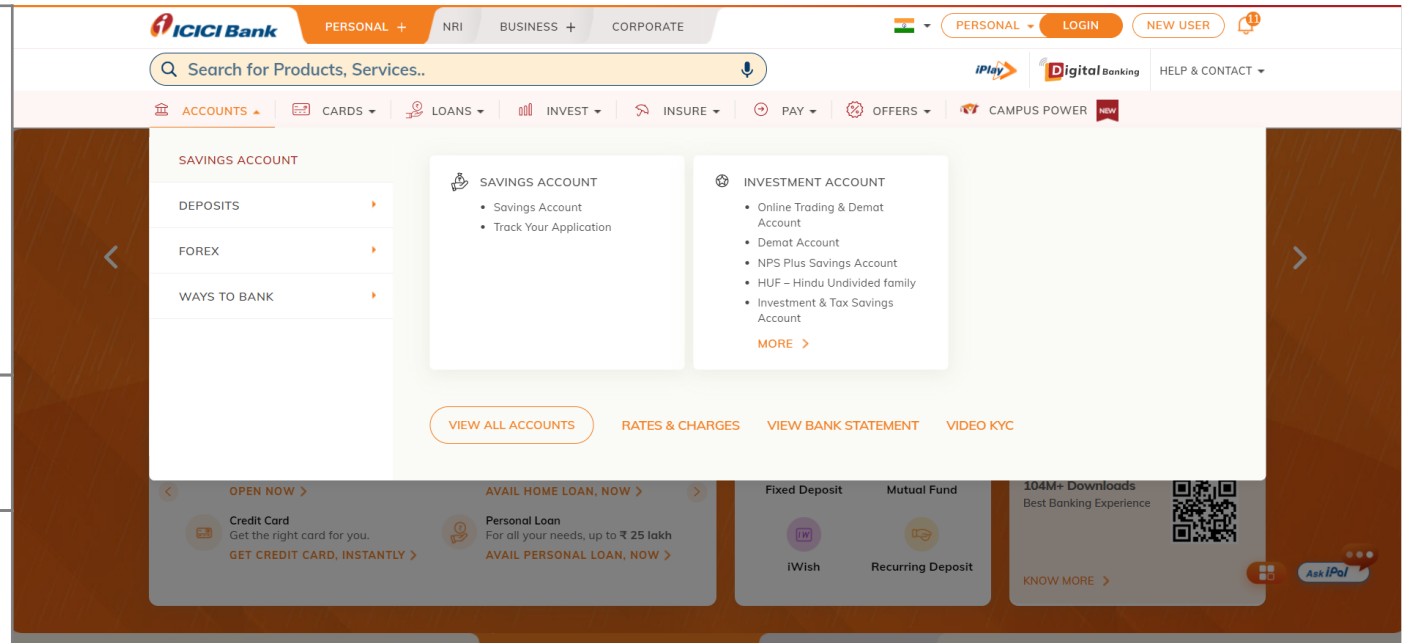 ICICI Bank
PERSONAL +
NRI
BUSINESS +
CORPORATE
PERSONAL
LOGIN
NEW USER
11
Search for Products, Services..
iPlay
Digital Banking
HELP & CONTACT
ACCOUNTS
CARDS
LOANS
INVEST
INSURE
PAY
OFFERS
CAMPUS POWER
NEW
SAVINGS ACCOUNT
DEPOSITS
FOREX
WAYS TO BANK
SAVINGS ACCOUNT
• Savings Account
• Track Your Application
INVESTMENT ACCOUNT
• Online Trading & Demat
Account
• Demat Account
• NPS Plus Savings Account
• HUF – Hindu Undivided family
• Investment & Tax Savings
Account
MORE >
VIEW ALL ACCOUNTS
RATES & CHARGES
VIEW BANK STATEMENT
VIDEO KYC
OPEN NOW >
AVAIL HOME LOAN, NOW >
Credit Card
Get the right card for you.
GET CREDIT CARD, INSTANTLY >
Personal Loan
For all your needs, up to ₹ 25 lakh
AVAIL PERSONAL LOAN, NOW >
Fixed Deposit
Mutual Fund
iW
iWish
Recurring Deposit
104M+ Downloads
Best Banking Experience
KNOW MORE >
Ask iPal